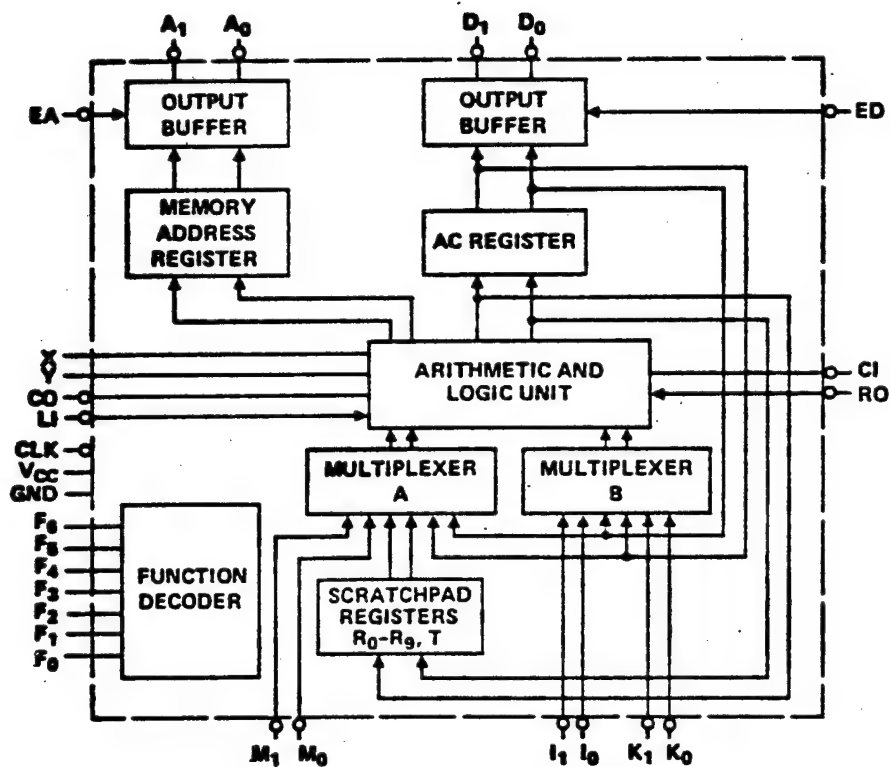 A1 A0 D1 D0
OUTPUT
BUFFER
OUTPUT
BUFFER
EA
ED
MEMORY
ADDRESS
REGISTER
AC REGISTER
X
Y
CO
LI
ARITHMETIC AND
LOGIC UNIT
CI
RO
CLK
VCC
GND
MULTIPLEXER
A
MULTIPLEXER
B
F6
F5
F4
F3
F2
F1
F0
FUNCTION
DECODER
SCRATCHPAD
REGISTERS
R0-R9, T
M1 M0 I1 I0 K1 K0